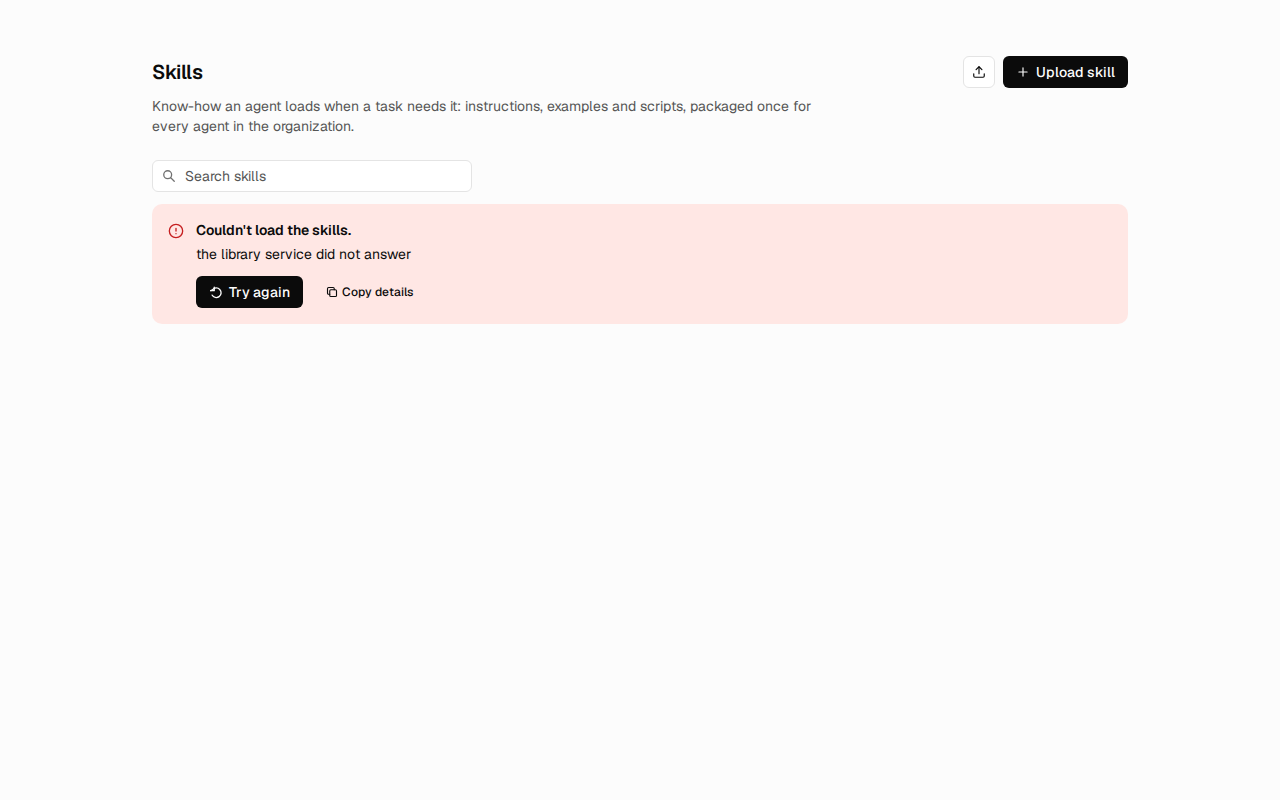 Skills
Upload skill
Know-how an agent loads when a task needs it: instructions, examples and scripts, packaged once for
every agent in the organization.
Search skills
Couldn't load the skills.
the library service did not answer
Try again
Copy details